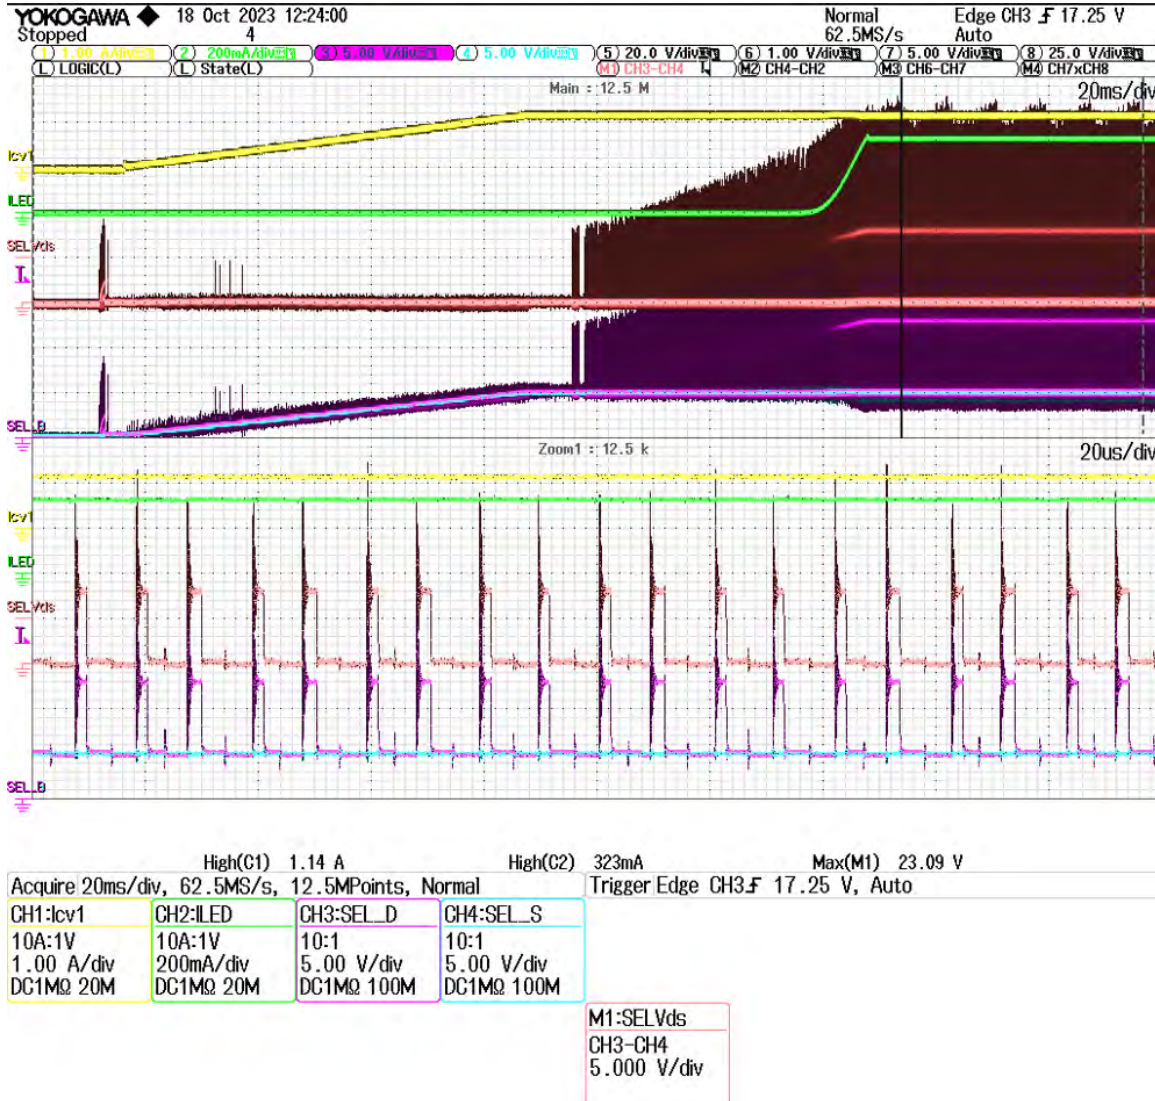 YOKOGAWA ◆ 18 Oct 2023 12:24:00 Normal Edge CH3 ⨍ 17.25 V
Stopped 4 62.5MS/s Auto
1 1.00 A/div 2 200mA/div 3 5.00 V/div 4 5.00 V/div 5 20.0 V/div 6 1.00 V/div 7 5.00 V/div 8 25.0 V/div
L LOGIC(L) L State(L) M1 CH3-CH4 M2 CH4-CH2 M3 CH6-CH7 M4 CH7xCH8
Main : 12.5 M 20ms/div
Icv1
ILED
SELVds
SEL_D
Zoom1 : 12.5 k 20us/div
Icv1
ILED
SELVds
SEL_D
High(C1) 1.14 A High(C2) 323mA Max(M1) 23.09 V
Acquire 20ms/div, 62.5MS/s, 12.5MPoints, Normal Trigger Edge CH3 ⨍ 17.25 V, Auto
CH1:Icv1 CH2:ILED CH3:SEL_D CH4:SEL_S
10A:1V 10A:1V 10:1 10:1
1.00 A/div 200mA/div 5.00 V/div 5.00 V/div
DC1MΩ 20M DC1MΩ 20M DC1MΩ 100M DC1MΩ 100M
M1:SELVds
CH3-CH4
5.000 V/div